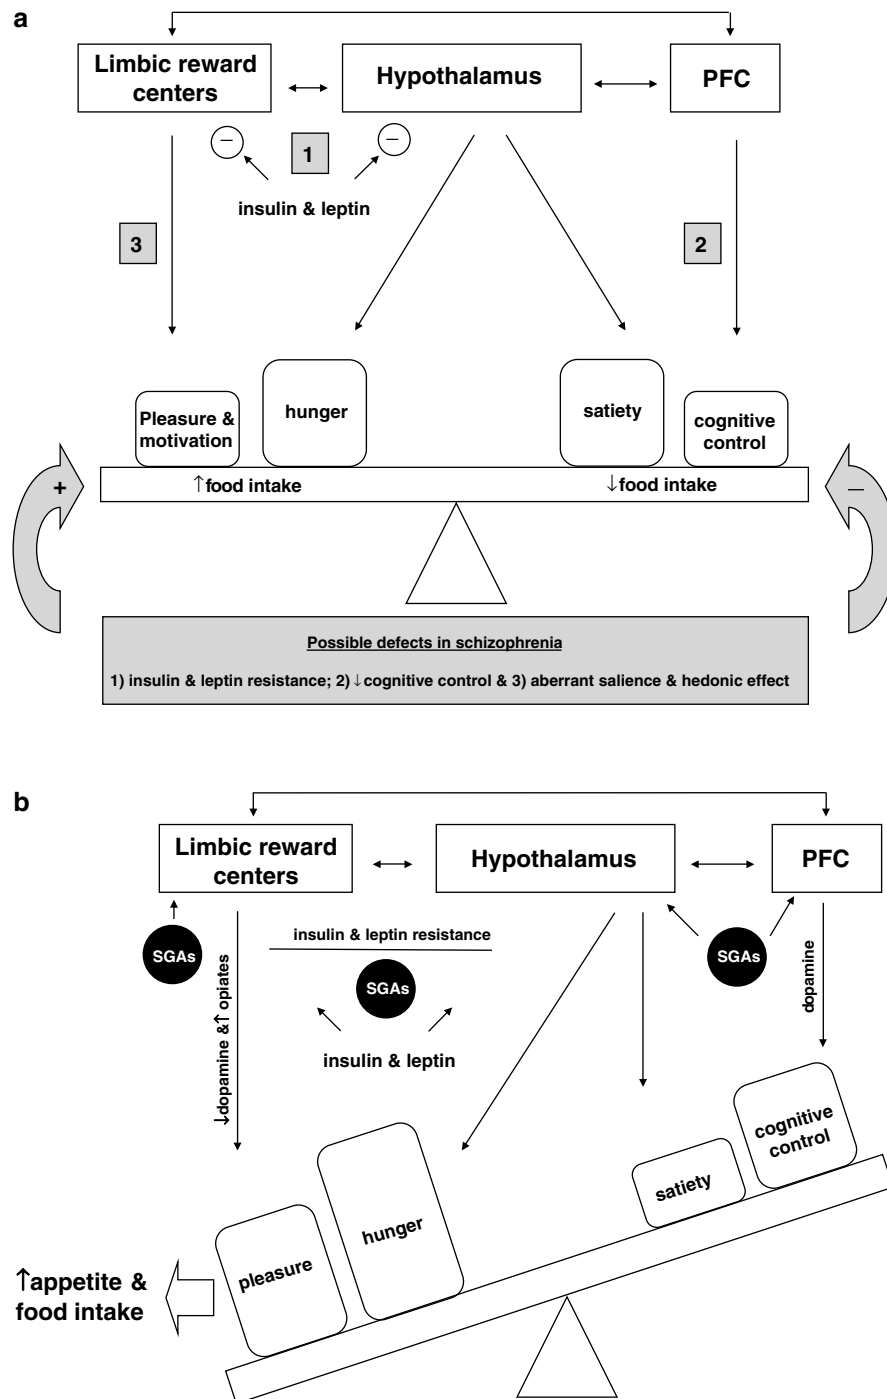 a
Limbic reward
centers
Hypothalamus
PFC
−
1
−
insulin & leptin
3
2
Pleasure &
motivation
hunger
satiety
cognitive
control
+
↑food intake
↓food intake
−
Possible defects in schizophrenia
1) insulin & leptin resistance; 2) ↓cognitive control & 3) aberrant salience & hedonic effect
b
Limbic reward
centers
Hypothalamus
PFC
SGAs
↓dopamine &↑ opiates
insulin & leptin resistance
SGAs
insulin & leptin
SGAs
dopamine
cognitive
control
satiety
hunger
pleasure
↑appetite &
food intake